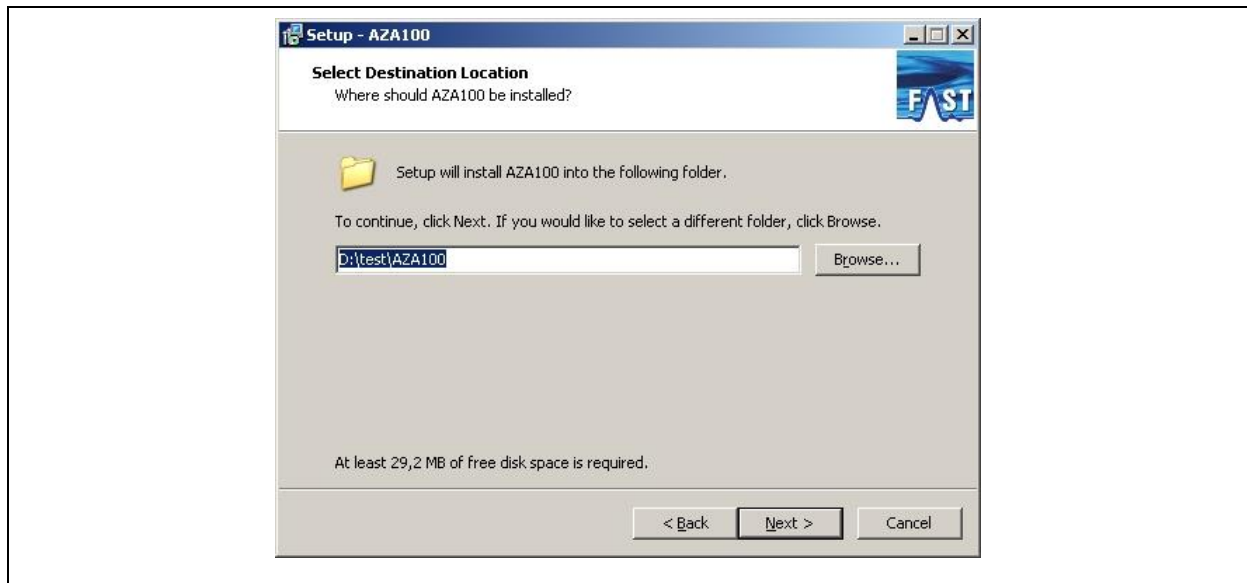 Setup - AZA100
Select Destination Location
Where should AZA100 be installed?
FAST
Setup will install AZA100 into the following folder.
To continue, click Next. If you would like to select a different folder, click Browse.
D:\test\AZA100
Browse...
At least 29,2 MB of free disk space is required.
< Back
Next >
Cancel